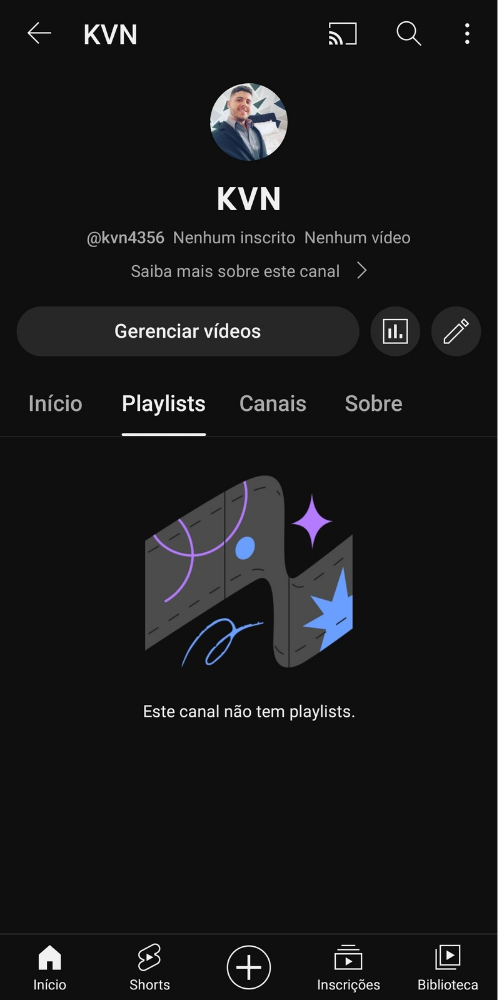 KVN
KVN
@kvn4356 Nenhum inscrito Nenhum vídeo
Saiba mais sobre este canal
Gerenciar vídeos
Início Playlists Canais Sobre
Este canal não tem playlists.
Início Shorts Inscrições Biblioteca